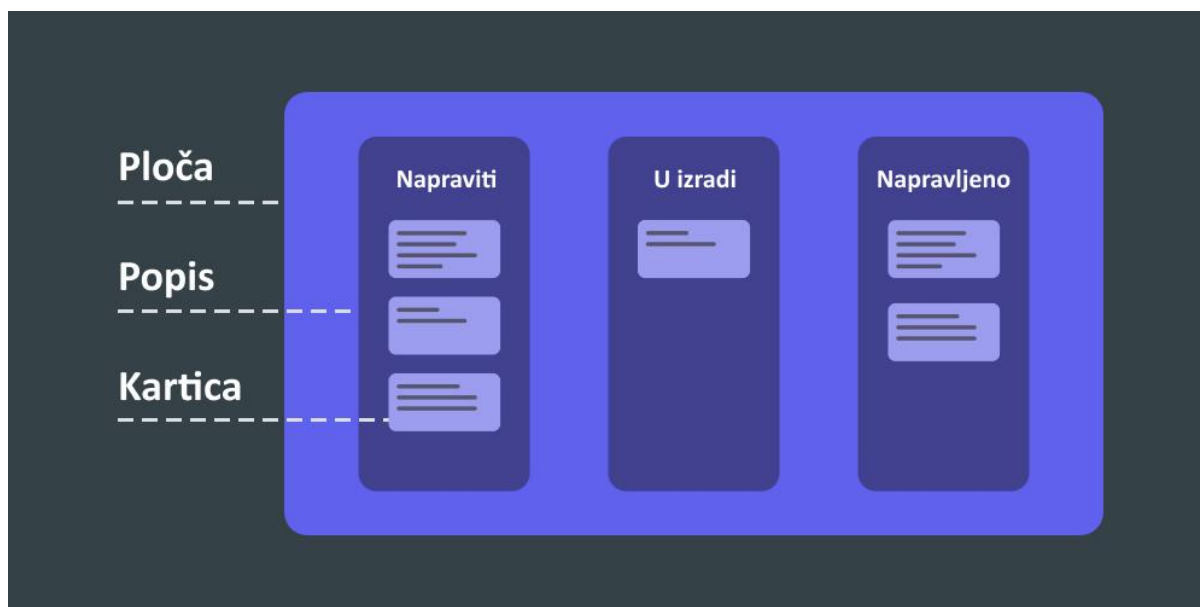 Ploča
Popis
Kartica
Napraviti
U izradi
Napravljeno